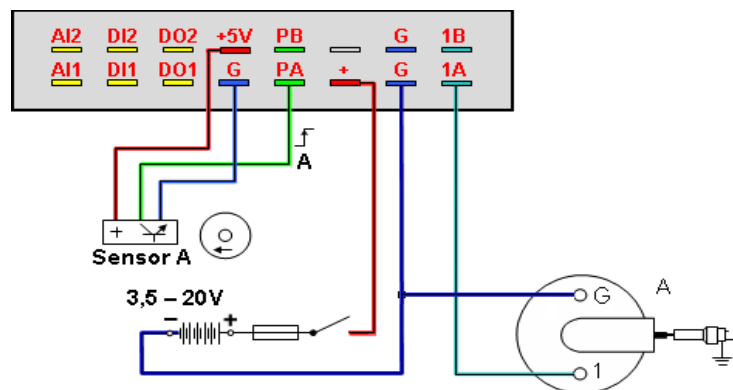 AI2 DI2 DO2 +5V PB G 1B
AI1 DI1 DO1 G PA + G 1A
A
+
Sensor A
3,5 – 20V
– +
G A
1